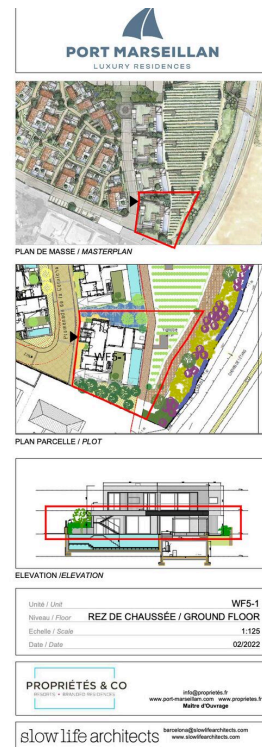 PORT MARSEILLAN
LUXURY RESIDENCES
PLAN DE MASSE / MASTERPLAN
WF5-1
PLAN PARCELLE / PLOT
ELEVATION /ELEVATION
Unité / Unit WF5-1
Niveau / Floor REZ DE CHAUSSÉE / GROUND FLOOR
Echelle / Scale 1:125
Date / Date 02/2022
PROPRIÉTÉS & CO
RESORTS + BRANDED RESIDENCES
info@proprietes.fr
www.port-marseillan.com www.proprietes.fr
Maître d'Ouvrage
slow life architects
barcelona@slowlifearchitects.com
www.slowlifearchitects.com